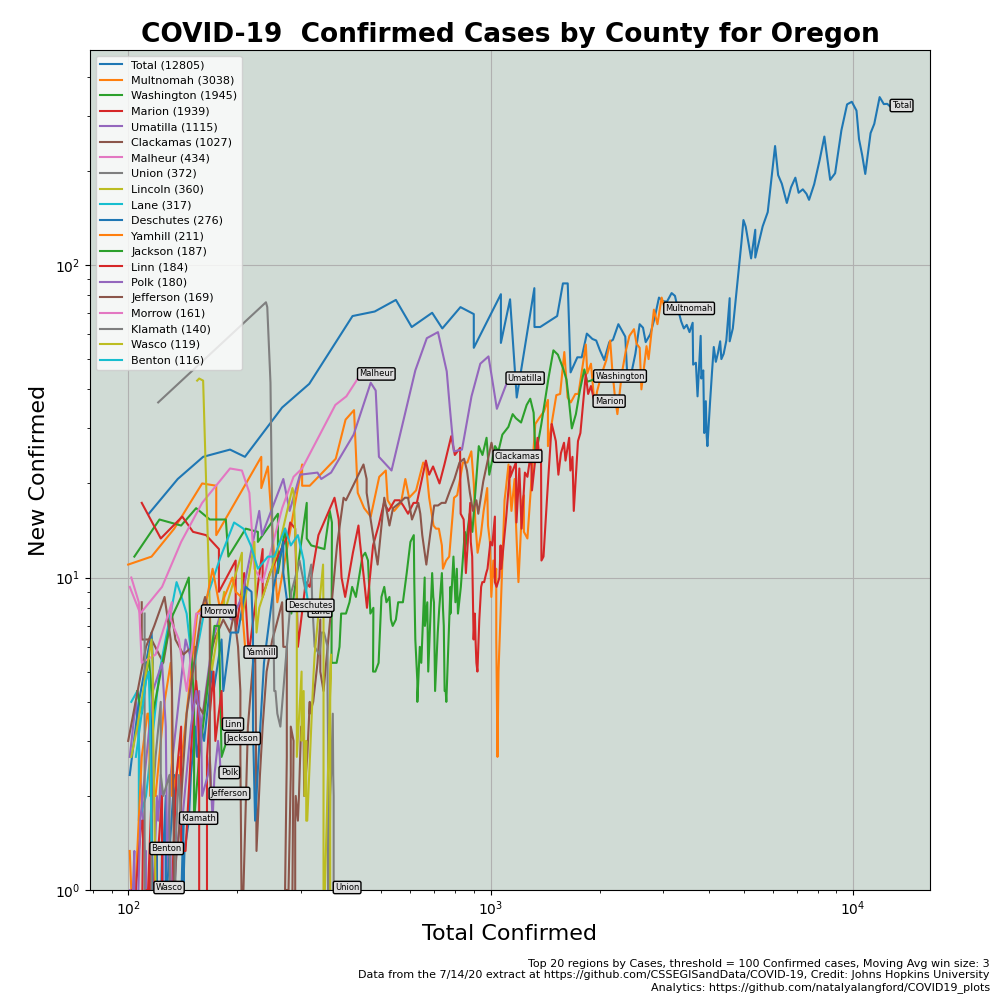 COVID-19  Confirmed Cases by County for Oregon
Total (12805)
Multnomah (3038)
Washington (1945)
Marion (1939)
Umatilla (1115)
Clackamas (1027)
Malheur (434)
Union (372)
Lincoln (360)
Lane (317)
Deschutes (276)
Yamhill (211)
Jackson (187)
Linn (184)
Polk (180)
Jefferson (169)
Morrow (161)
Klamath (140)
Wasco (119)
Benton (116)
Total
Multnomah
Malheur
Umatilla
Washington
Marion
Clackamas
Deschutes
Morrow
Yamhill
Linn
Jackson
Polk
Jefferson
Klamath
Benton
Wasco
Union
New Confirmed
10²
10¹
10⁰
10² 10³ 10⁴
Total Confirmed
Top 20 regions by Cases, threshold = 100 Confirmed cases, Moving Avg win size: 3
Data from the 7/14/20 extract at https://github.com/CSSEGISandData/COVID-19, Credit: Johns Hopkins University
Analytics: https://github.com/natalyalangford/COVID19_plots